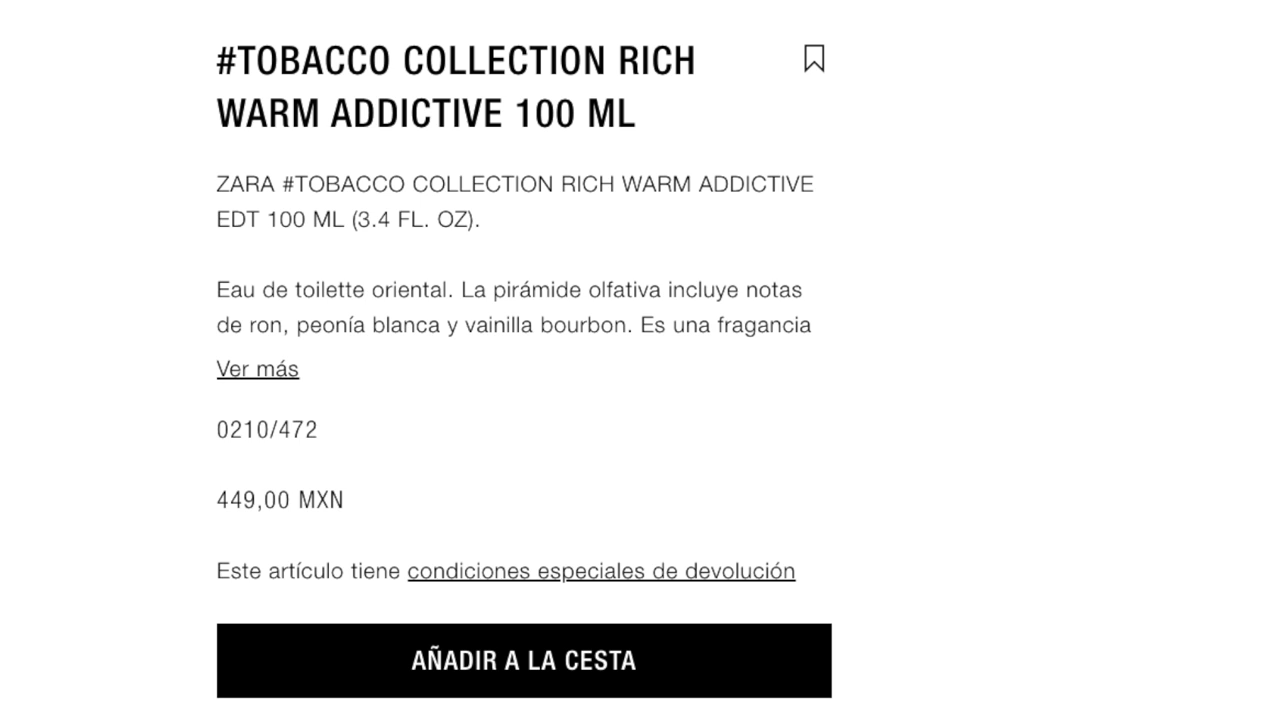 #TOBACCO COLLECTION RICH
WARM ADDICTIVE 100 ML
ZARA #TOBACCO COLLECTION RICH WARM ADDICTIVE
EDT 100 ML (3.4 FL. OZ).
Eau de toilette oriental. La pirámide olfativa incluye notas
de ron, peonía blanca y vainilla bourbon. Es una fragancia
Ver más
0210/472
449,00 MXN
Este artículo tiene condiciones especiales de devolución
AÑADIR A LA CESTA